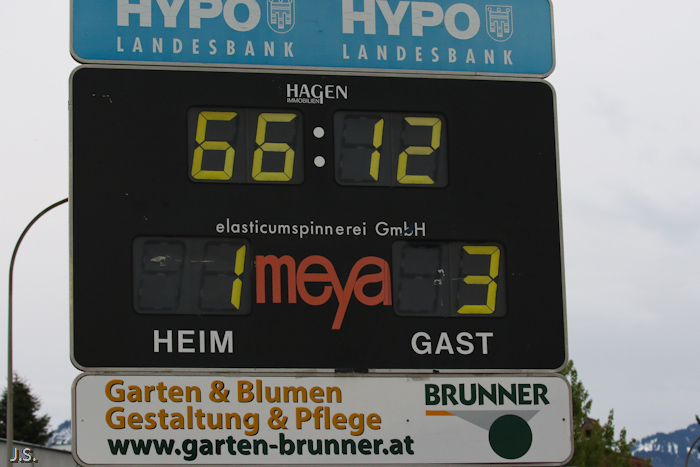 HYPO HYPO
LANDESBANK LANDESBANK
HAGEN
IMMOBILIEN
66:12
elasticumspinnerei GmbH
1 meya 3
HEIM GAST
Garten & Blumen
Gestaltung & Pflege
www.garten-brunner.at
BRUNNER
J.S.